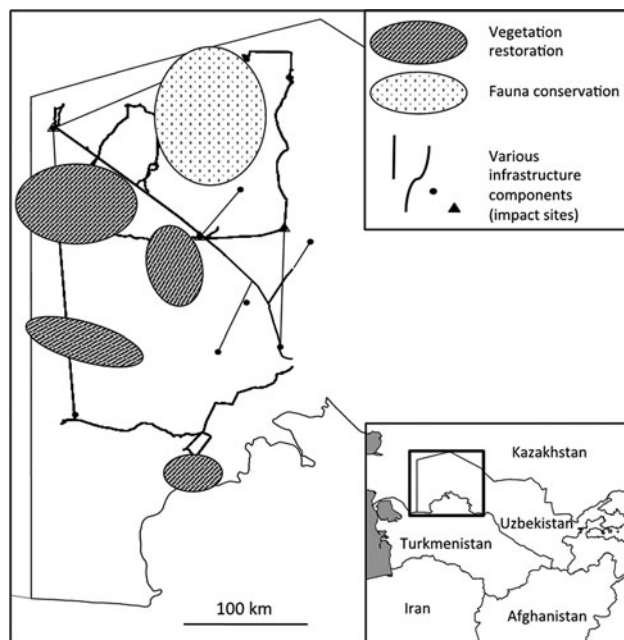 Vegetation
restoration
Fauna conservation
Various
infrastructure
components
(impact sites)
100 km
Kazakhstan
Uzbekistan
Turkmenistan
Iran
Afghanistan